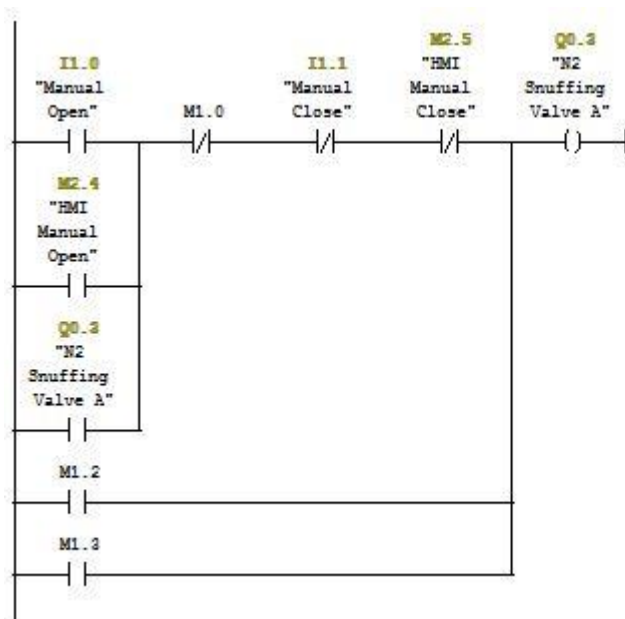 I1.0
"Manual
Open"
M1.0
I1.1
"Manual
Close"
M2.5
"HMI
Manual
Close"
Q0.3
"N2
Snuffing
Valve A"
M2.4
"HMI
Manual
Open"
Q0.3
"N2
Snuffing
Valve A"
M1.2
M1.3